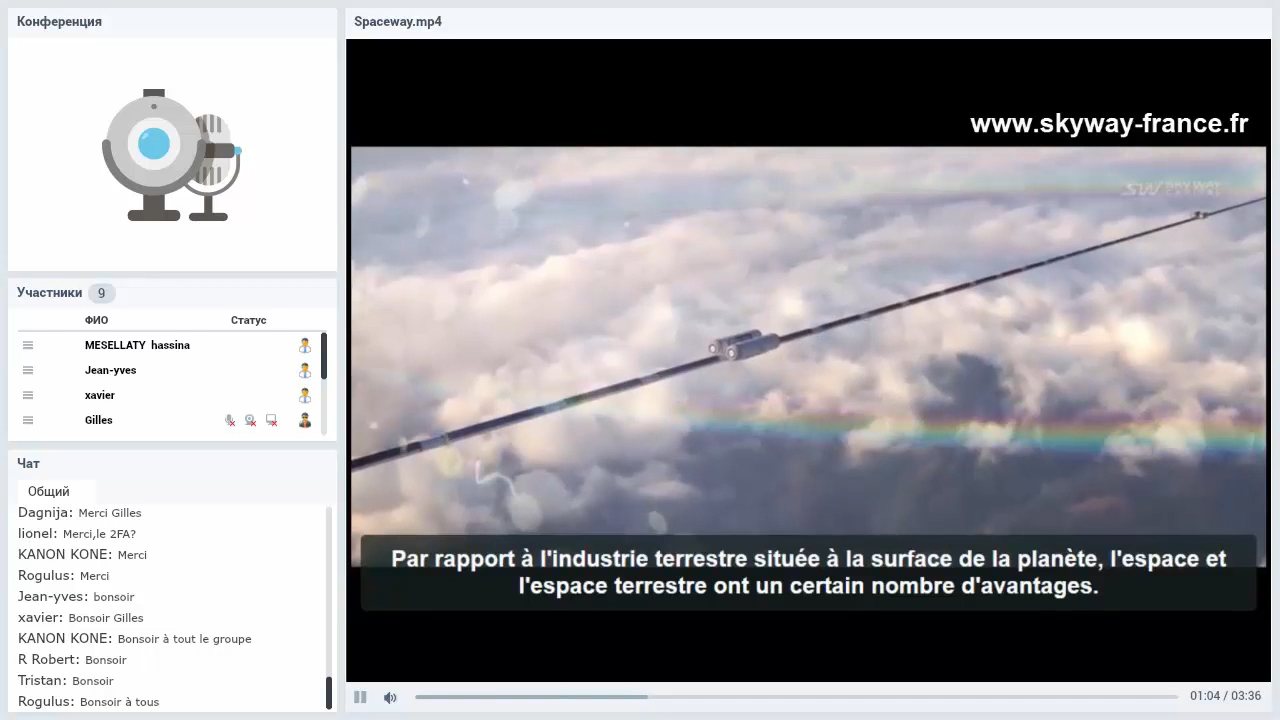 Конференция
Участники 9
ФИО Статус
MESELLATY hassina
Jean-yves
xavier
Gilles
Чат
Общий
Dagnija: Merci Gilles
lionel: Merci,le 2FA?
KANON KONE: Merci
Rogulus: Merci
Jean-yves: bonsoir
xavier: Bonsoir Gilles
KANON KONE: Bonsoir à tout le groupe
R Robert: Bonsoir
Tristan: Bonsoir
Rogulus: Bonsoir à tous
Spaceway.mp4
www.skyway-france.fr
Par rapport à l'industrie terrestre située à la surface de la planète, l'espace et
l'espace terrestre ont un certain nombre d'avantages.
01:04 / 03:36